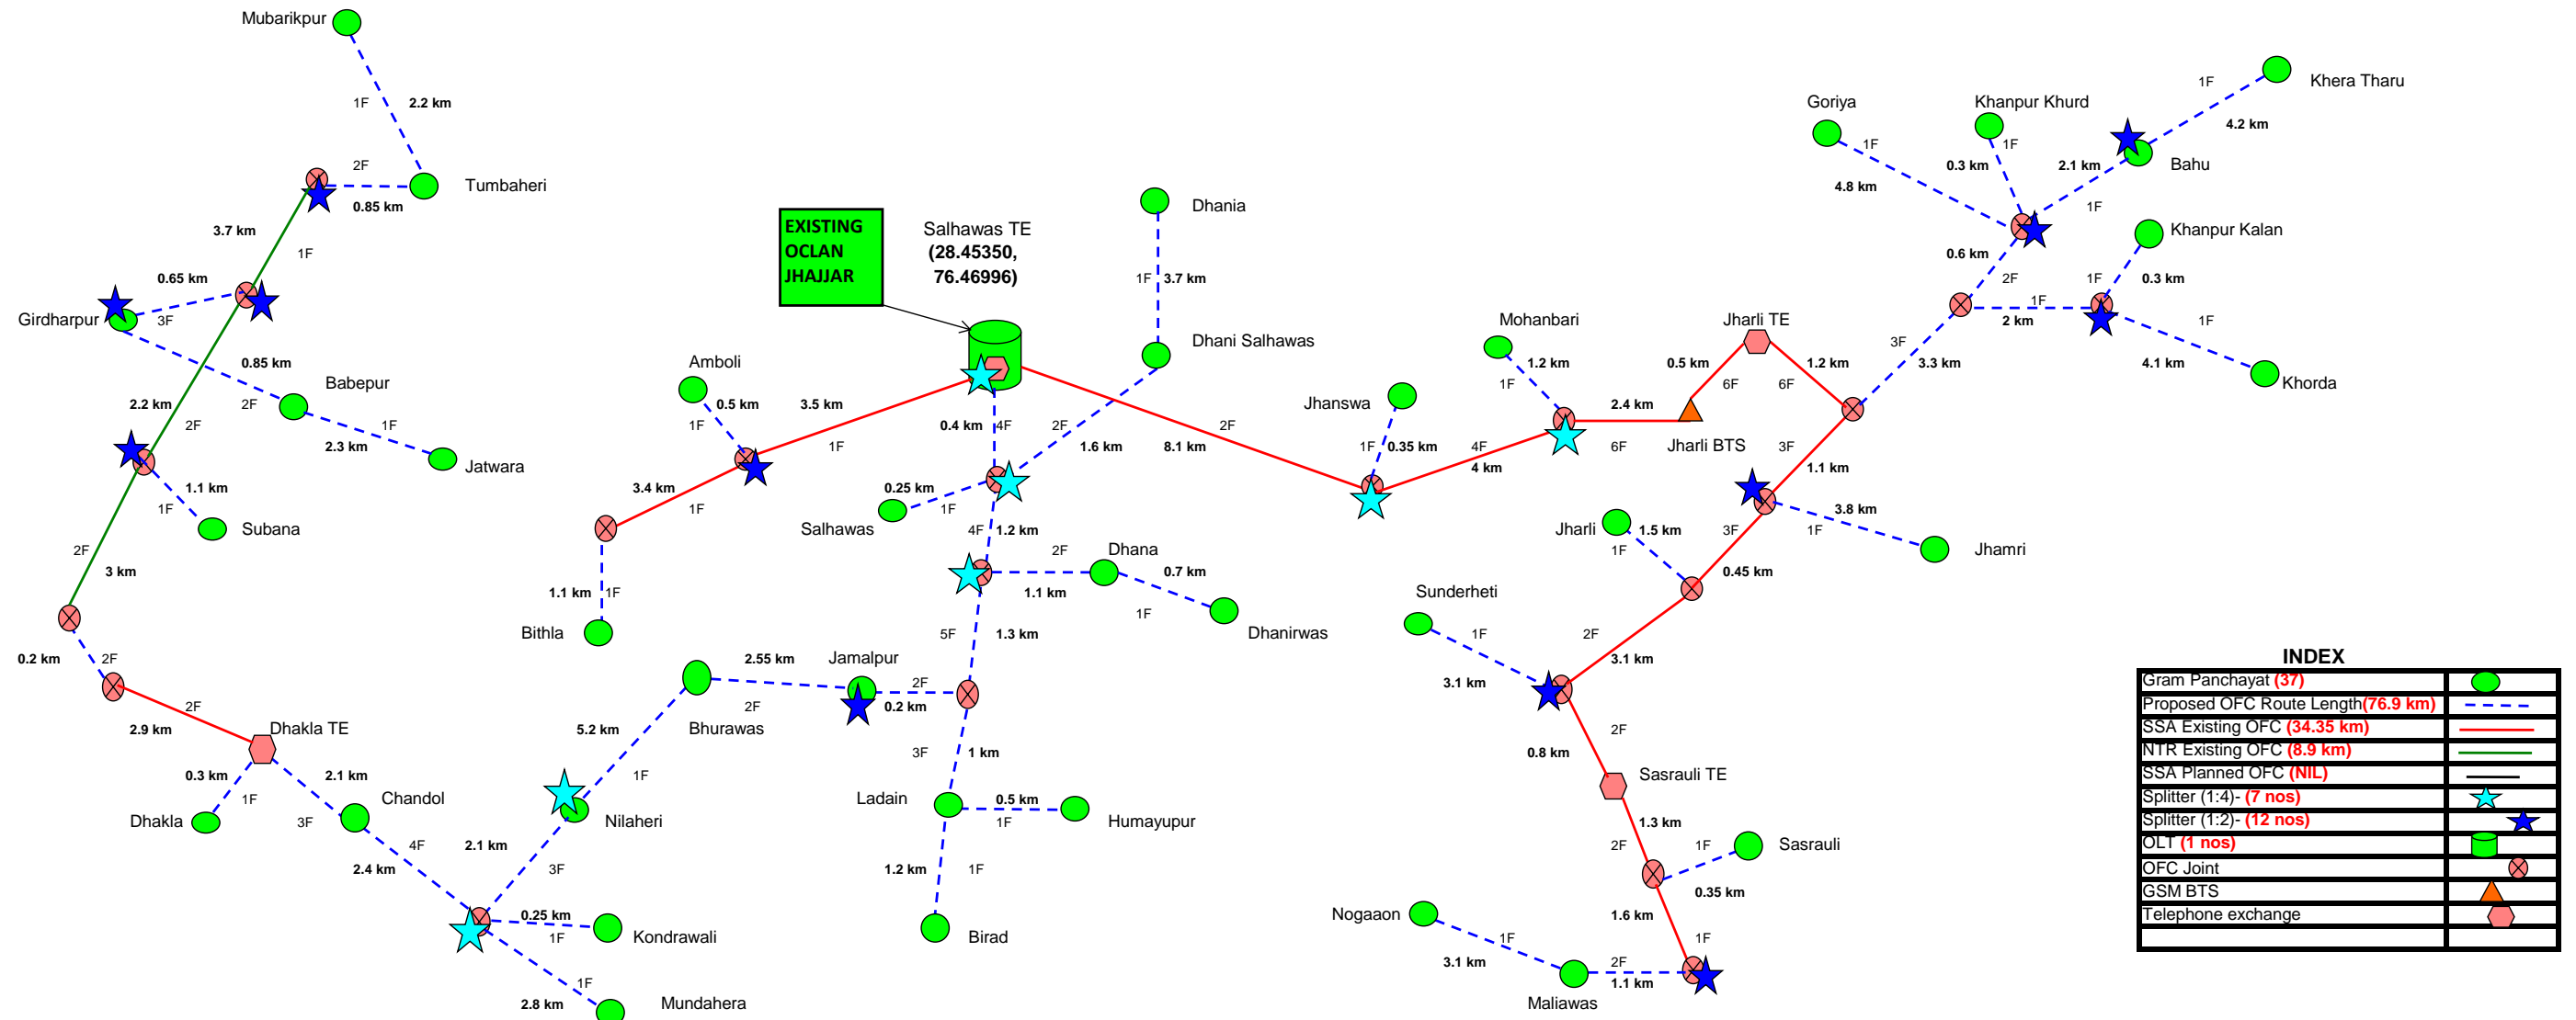 Mubarikpur
1F
2.2 km
2F
0.85 km
Tumbaheri
3.7 km
1F
0.65 km
3F
Girdharpur
0.85 km
2F
Babepur
1F
2.3 km
Jatwara
2.2 km
2F
1.1 km
1F
Subana
2F
3 km
0.2 km
2F
2F
2.9 km
Dhakla TE
0.3 km
1F
Dhakla
2.1 km
3F
Chandol
4F
2.4 km
2.1 km
3F
0.25 km
1F
Kondrawali
1F
2.8 km
Mundahera
Nilaheri
5.2 km
1F
Bhurawas
2.55 km
2F
Jamalpur
2F
0.2 km
EXISTING
OCLAN
JHAJJAR
Salhawas TE
(28.45350,
76.46996)
Amboli
0.5 km
1F
3.5 km
1F
3.4 km
1F
1.1 km
1F
Bithla
0.4 km
4F
2F
1.6 km
Dhania
1F
3.7 km
Dhani Salhawas
0.25 km
1F
Salhawas
4F
1.2 km
2F
1.1 km
Dhana
0.7 km
1F
Dhanirwas
5F
1.3 km
3F
1 km
Ladain
0.5 km
1F
Humayupur
1.2 km
1F
Birad
2F
8.1 km
Jhanswa
1F
0.35 km
4F
4 km
Mohanbari
1.2 km
1F
2.4 km
6F
Jharli BTS
Jharli TE
0.5 km
6F
1.2 km
6F
3F
3.3 km
Goriya
1F
4.8 km
Khanpur Khurd
1F
0.3 km
2.1 km
1F
Bahu
1F
4.2 km
Khera Tharu
0.6 km
2F
1F
2 km
Khanpur Kalan
1F
0.3 km
1F
4.1 km
Khorda
3F
1.1 km
3.8 km
1F
Jhamri
3F
0.45 km
Jharli
1.5 km
1F
2F
3.1 km
Sunderheti
1F
3.1 km
2F
0.8 km
Sasrauli TE
1.3 km
2F
1F
0.35 km
Sasrauli
1.6 km
1F
2F
1.1 km
Maliawas
Nogaaon
1F
3.1 km
INDEX
Gram Panchayat (37)
Proposed OFC Route Length(76.9 km)
SSA Existing OFC (34.35 km)
NTR Existing OFC (8.9 km)
SSA Planned OFC (NIL)
Splitter (1:4)- (7 nos)
Splitter (1:2)- (12 nos)
OLT (1 nos)
OFC Joint
GSM BTS
Telephone exchange